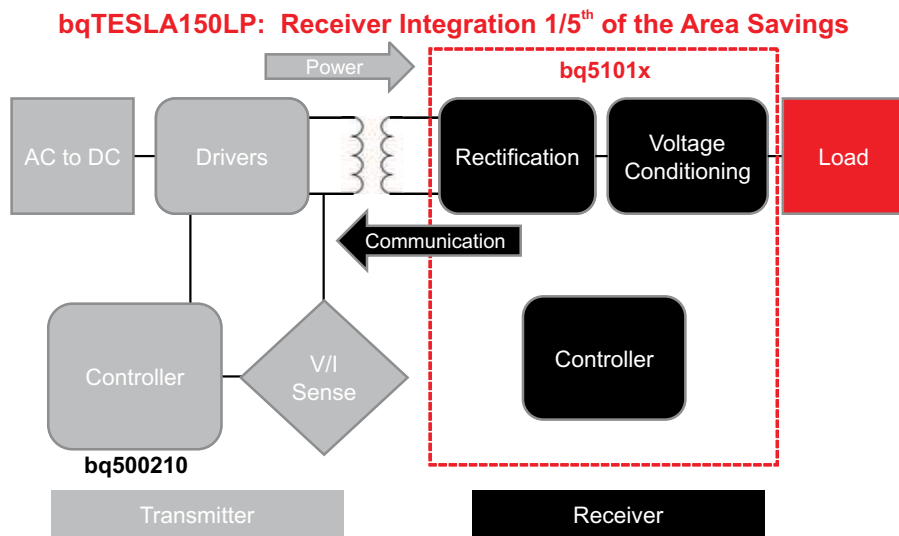 bqTESLA150LP: Receiver Integration 1/5th of the Area Savings
Power
bq5101x
AC to DC
Drivers
Rectification
Voltage
Conditioning
Load
Communication
Controller
V/I
Sense
Controller
bq500210
Transmitter
Receiver